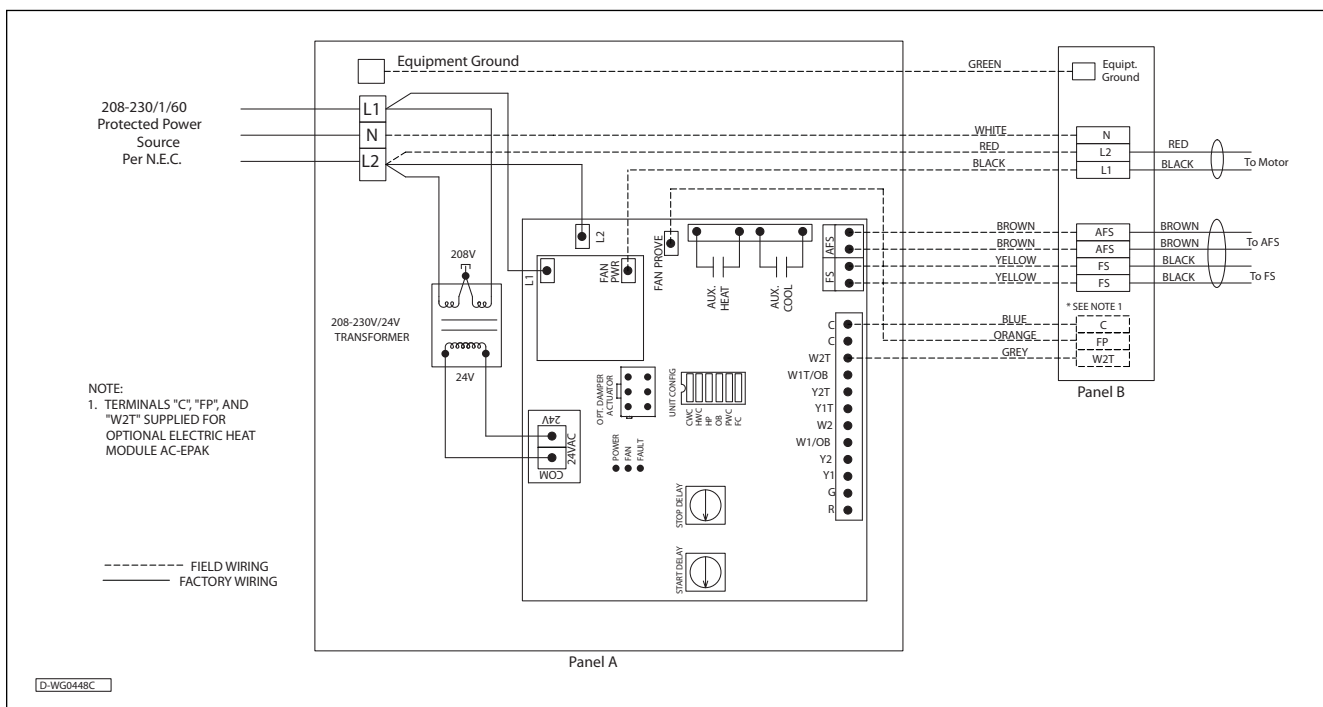 Equipment Ground
GREEN
Equipt.
Ground
208-230/1/60
Protected Power
Source
Per N.E.C.
L1
N
L2
WHITE
N
RED
L2
RED
BLACK
L1
BLACK
To Motor
L2
L1
FAN
PWR
FAN PROVE
AUX.
HEAT
AUX.
COOL
AFS
FS
BROWN
AFS
BROWN
BROWN
AFS
BROWN
To AFS
YELLOW
FS
BLACK
YELLOW
FS
BLACK
To FS
* SEE NOTE 1
BLUE
C
ORANGE
FP
GREY
W2T
Panel B
208V
208-230V/24V
TRANSFORMER
24V
C
C
W2T
W1T/OB
Y2T
Y1T
W2
W1/OB
Y2
Y1
G
R
OPT. DAMPER
ACTUATOR
UNIT CONFIG
CWC
HWC
HP
OB
PWC
FC
24V
24VAC
COM
POWER
FAN
FAULT
STOP DELAY
START DELAY
NOTE:
1. TERMINALS "C", "FP", AND
"W2T" SUPPLIED FOR
OPTIONAL ELECTRIC HEAT
MODULE AC-EPAK
FIELD WIRING
FACTORY WIRING
Panel A
D-WG0448C